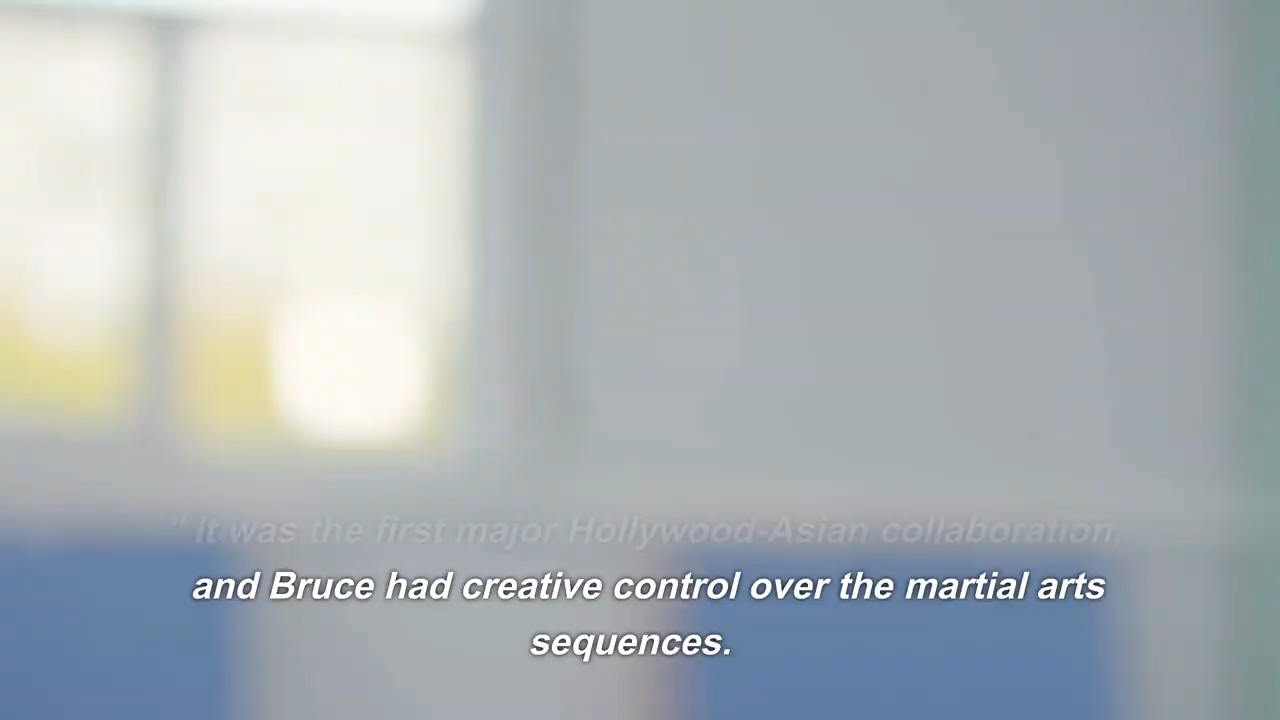 " It was the first major Hollywood-Asian collaboration,
and Bruce had creative control over the martial arts
sequences.